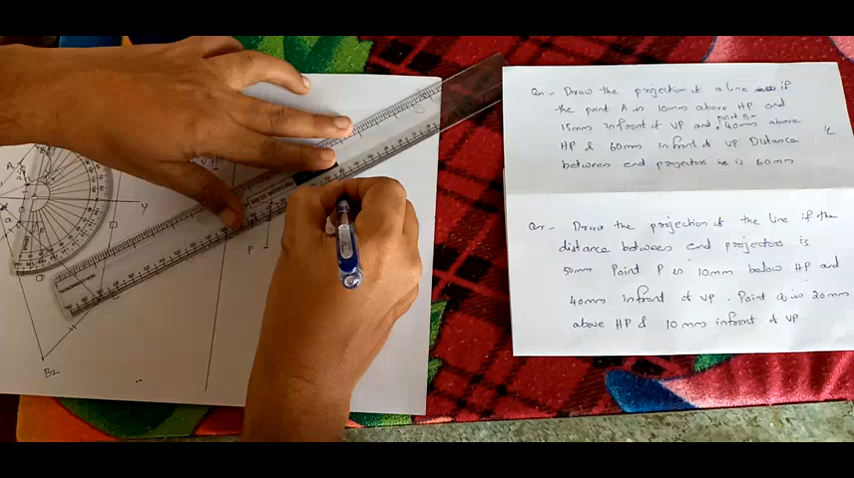 Qn - Draw the projection of a line if
the point A is 10mm above HP and
15mm infront of VP and point B is 40mm above
HP & 60mm infront of VP Distance
between end projectors is 60mm
Qn - Draw the projection of the line if the
distance between end projectors is
50mm Point P is 10mm below HP and
40mm infront of VP. Point Q is 20mm
above HP & 10mm infront of VP
A
a
Y
P
B2